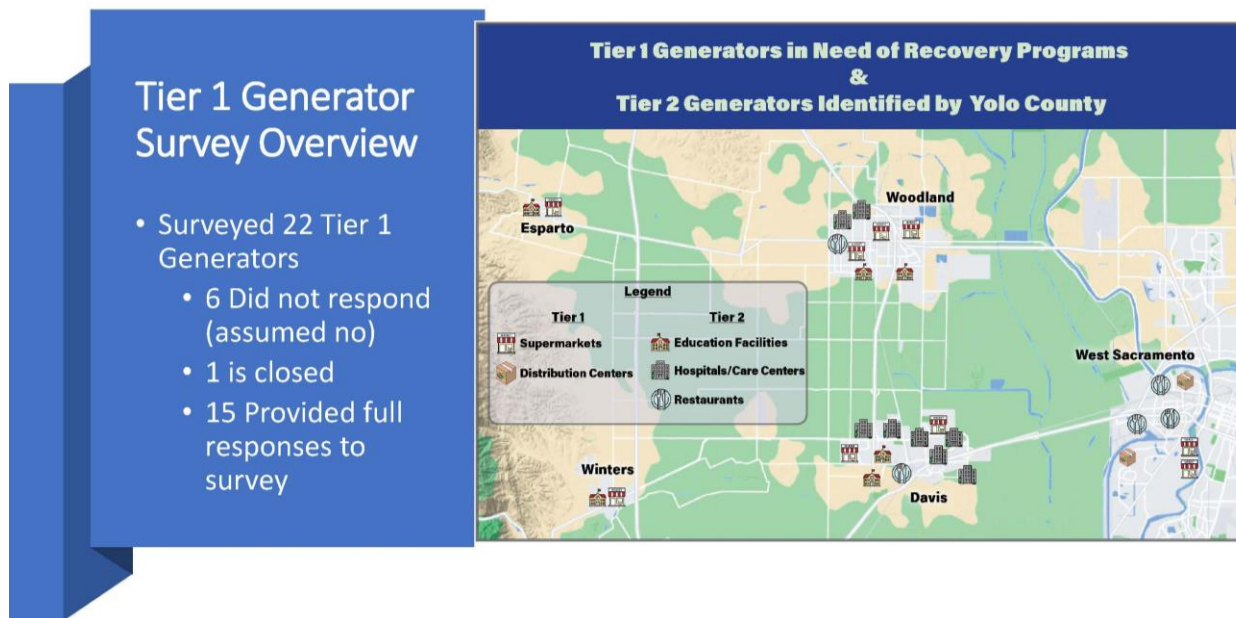 Tier 1 Generator
Survey Overview
• Surveyed 22 Tier 1
Generators
• 6 Did not respond
(assumed no)
• 1 is closed
• 15 Provided full
responses to
survey
Tier 1 Generators in Need of Recovery Programs
&
Tier 2 Generators Identified by Yolo County
Woodland
Esparto
Legend
Tier 1
Tier 2
Supermarkets
Education Facilities
Distribution Centers
Hospitals/Care Centers
Restaurants
West Sacramento
Winters
Davis